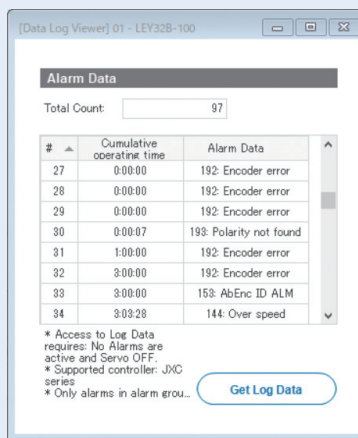 [Data Log Viewer] 01 - LEY32B-100
Alarm Data
Total Count: 97
# Cumulative operating time Alarm Data
27 0:00:00 192: Encoder error
28 0:00:00 192: Encoder error
29 0:00:00 192: Encoder error
30 0:00:07 193: Polarity not found
31 1:00:00 192: Encoder error
32 3:00:00 192: Encoder error
33 3:00:00 153: AbEnc ID ALM
34 3:03:28 144: Over speed
* Access to Log Data
requires: No Alarms are
active and Servo OFF.
* Supported controller: JXC
series
* Only alarms in alarm grou...
Get Log Data